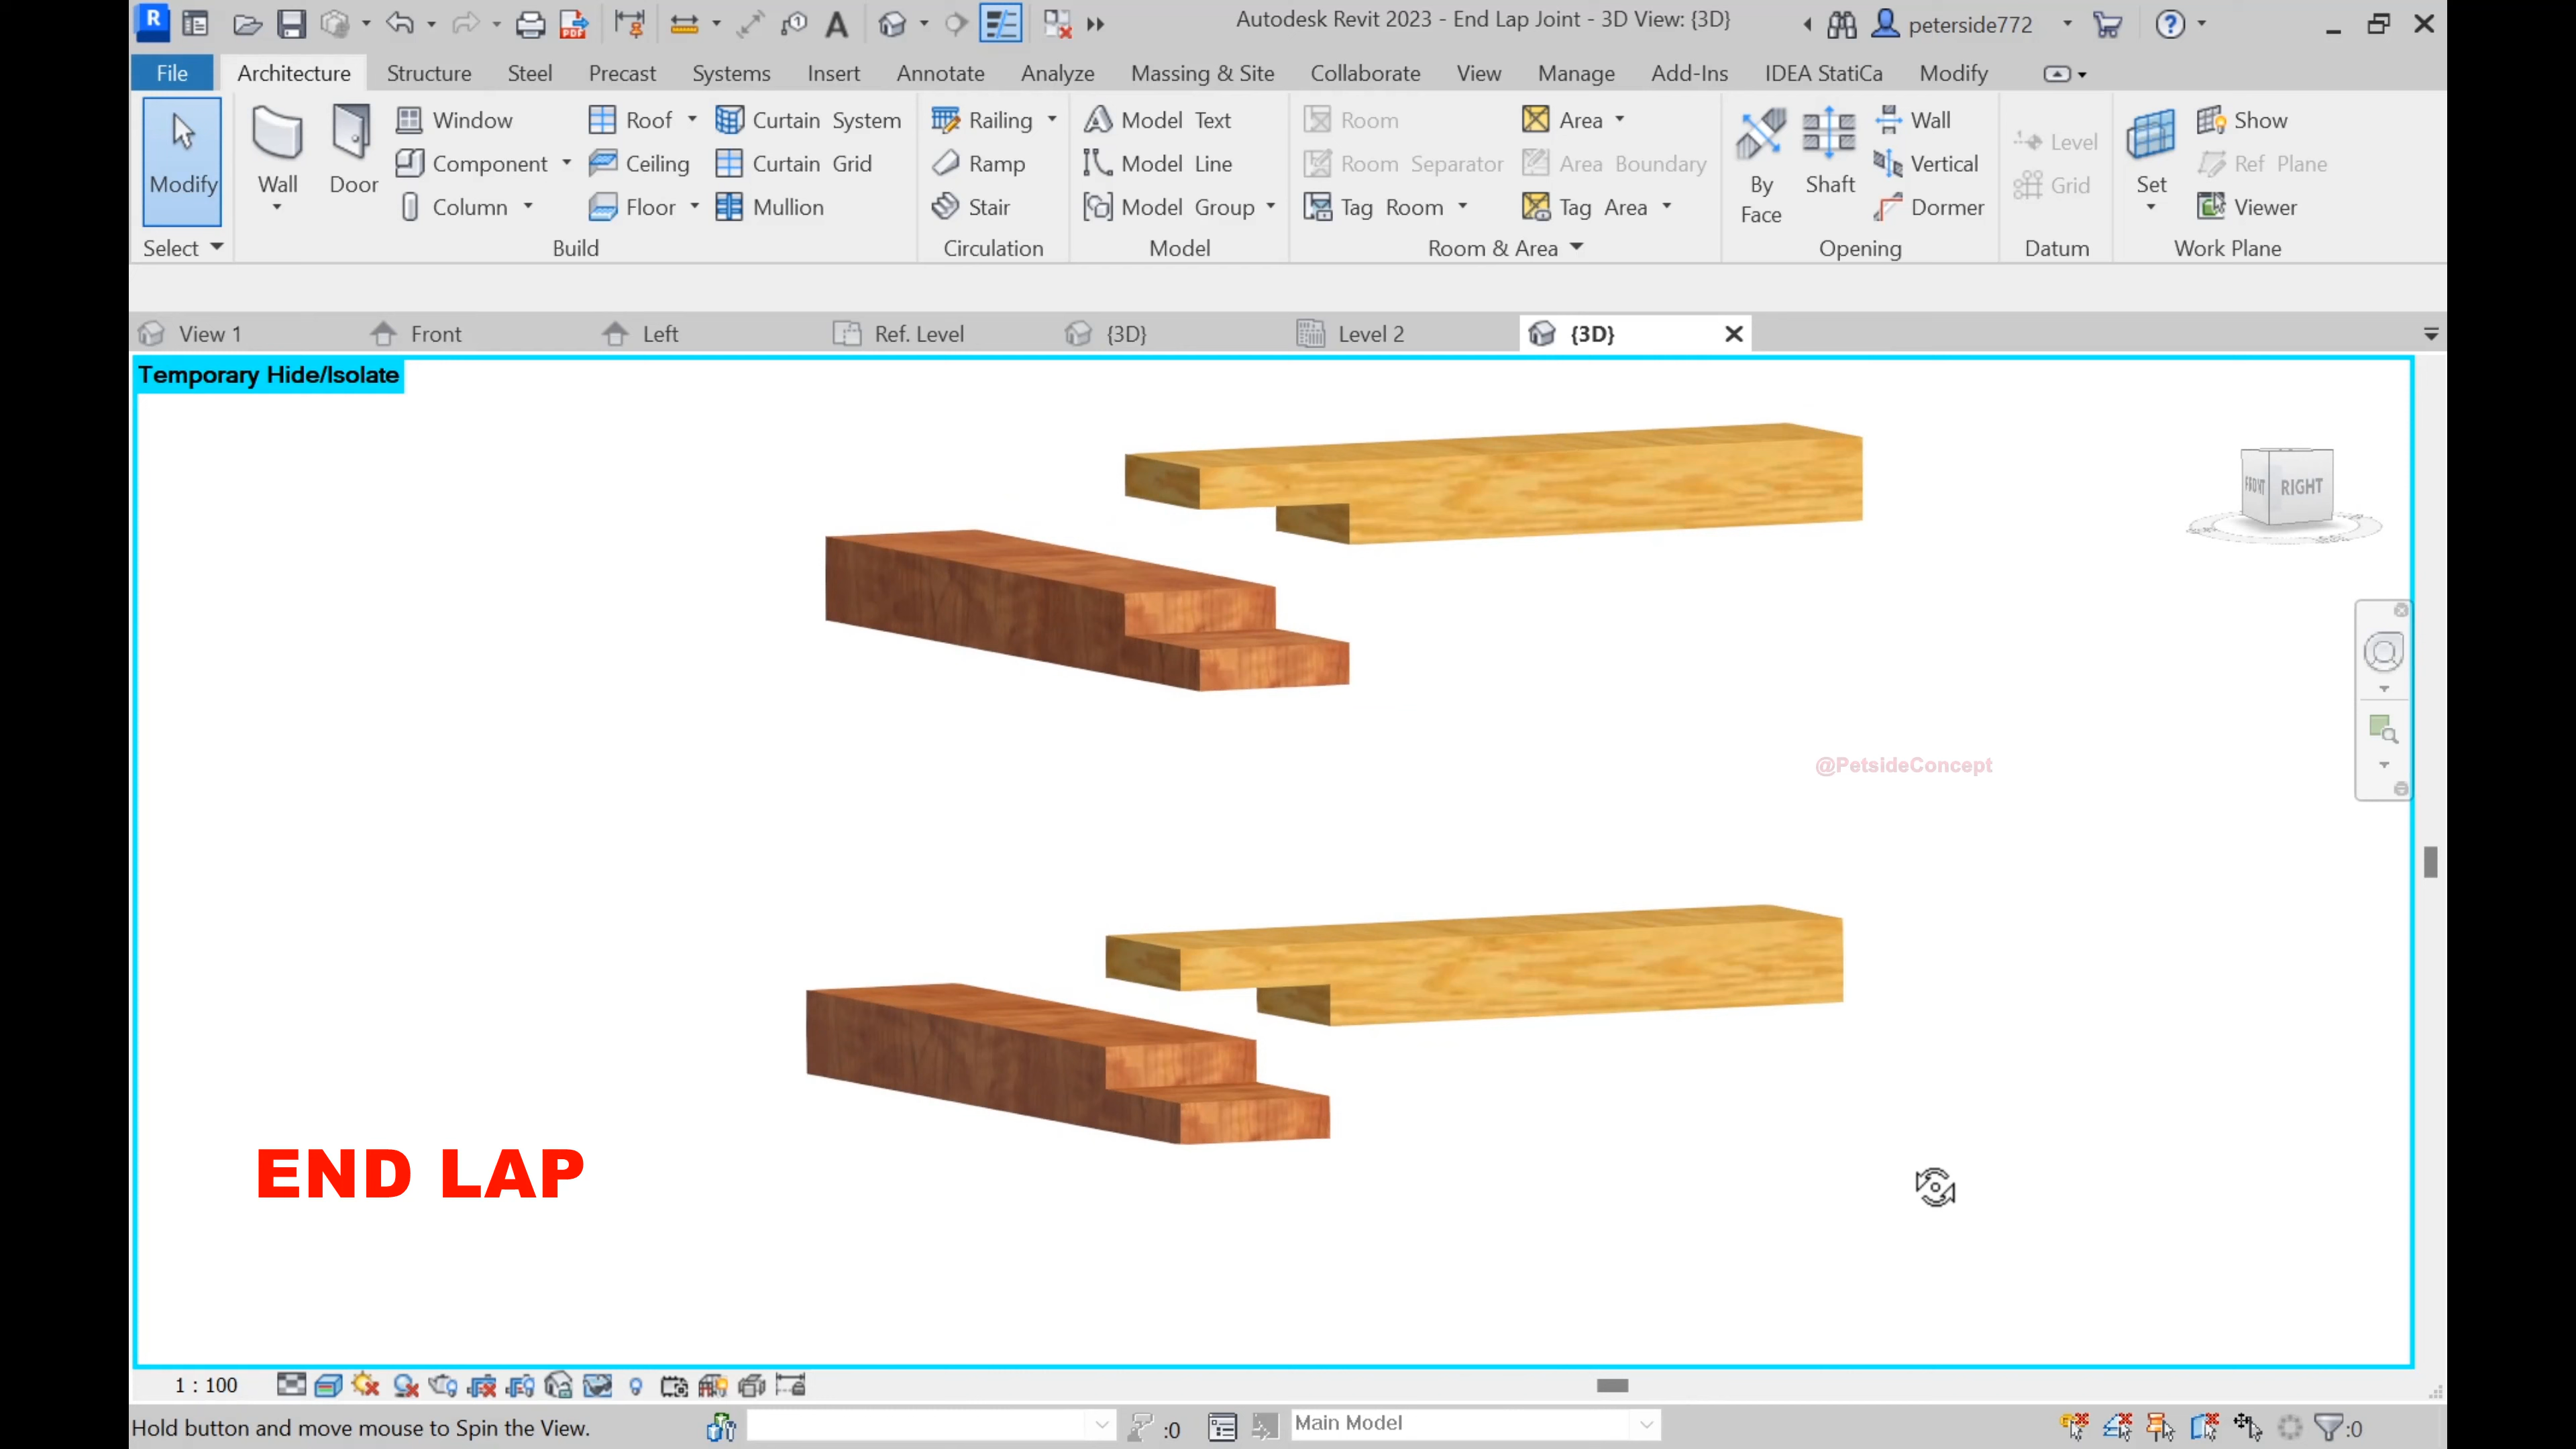 Autodesk Revit 2023 - End Lap Joint - 3D View: {3D}
peterside772
File Architecture Structure Steel Precast Systems Insert Annotate Analyze Massing & Site Collaborate View Manage Add-Ins IDEA StatiCa Modify
Window Roof Curtain System Railing Model Text Room Area Wall Show
Component Ceiling Curtain Grid Ramp Model Line Room Separator Area Boundary Vertical Level Ref Plane
Modify Wall Door Column Floor Mullion Stair Model Group Tag Room Tag Area By Face Shaft Dormer Grid Set Viewer
Select Build Circulation Model Room & Area Opening Datum Work Plane
View 1 Front Left Ref. Level {3D} Level 2 {3D}
Temporary Hide/Isolate
FRONT RIGHT
@PetsideConcept
END LAP
1 : 100
Hold button and move mouse to Spin the View. :0 Main Model :0